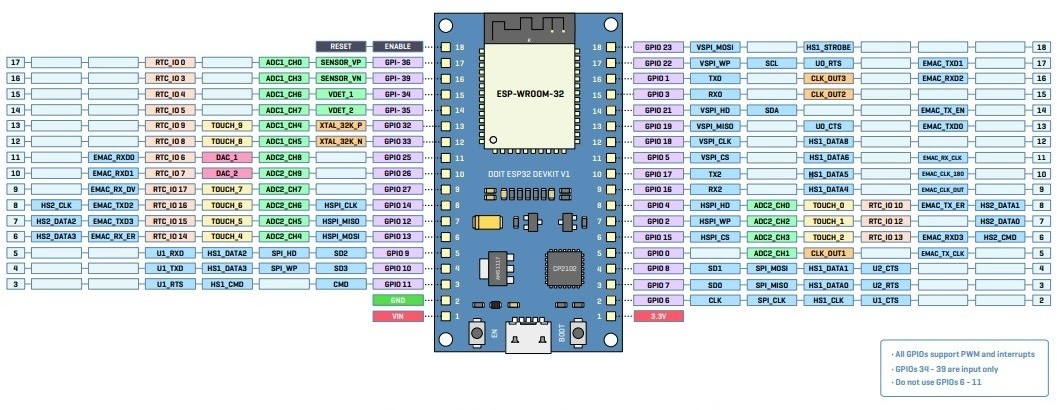 RESET ENABLE 18 18 GPIO 23 VSPI_MOSI HS1_STROBE 18
17 RTC_IO 0 ADC1_CH0 SENSOR_VP GPI- 36 17 17 GPIO 22 VSPI_WP SCL U0_RTS EMAC_TXD1 17
16 RTC_IO 3 ADC1_CH3 SENSOR_VN GPI- 39 16 16 GPIO 1 TX0 CLK_OUT3 EMAC_RXD2 16
15 RTC_IO 4 ADC1_CH6 VDET_1 GPI- 34 15 ESP-WROOM-32 15 GPIO 3 RX0 CLK_OUT2 15
14 RTC_IO 5 ADC1_CH7 VDET_2 GPI- 35 14 14 GPIO 21 VSPI_HD SDA EMAC_TX_EN 14
13 RTC_IO 9 TOUCH_9 ADC1_CH4 XTAL_32K_P GPIO 32 13 13 GPIO 19 VSPI_MISO U0_CTS EMAC_TXD0 13
12 RTC_IO 8 TOUCH_8 ADC1_CH5 XTAL_32K_N GPIO 33 12 12 GPIO 18 VSPI_CLK HS1_DATA8 12
11 EMAC_RXD0 RTC_IO 6 DAC_1 ADC2_CH8 GPIO 25 11 11 GPIO 5 VSPI_CS HS1_DATA6 EMAC_RX_CLK 11
10 EMAC_RXD1 RTC_IO 7 DAC_2 ADC2_CH9 GPIO 26 10 DOIT ESP32 DEVKIT V1 10 GPIO 17 TX2 HS1_DATA5 EMAC_CLK_180 10
9 EMAC_RX_DV RTC_IO 17 TOUCH_7 ADC2_CH7 GPIO 27 9 9 GPIO 16 RX2 HS1_DATA4 EMAC_CLK_OUT 9
8 HS2_CLK EMAC_TXD2 RTC_IO 16 TOUCH_6 ADC2_CH6 HSPI_CLK GPIO 14 8 8 GPIO 4 HSPI_HD ADC2_CH0 TOUCH_0 RTC_IO 10 EMAC_TX_ER HS2_DATA1 8
7 HS2_DATA2 EMAC_TXD3 RTC_IO 15 TOUCH_5 ADC2_CH5 HSPI_MISO GPIO 12 7 7 GPIO 2 HSPI_WP ADC2_CH2 TOUCH_1 RTC_IO 12 HS2_DATA0 7
6 HS2_DATA3 EMAC_RX_ER RTC_IO 14 TOUCH_4 ADC2_CH4 HSPI_MOSI GPIO 13 6 6 GPIO 15 HSPI_CS ADC2_CH3 TOUCH_2 RTC_IO 13 EMAC_RXD3 HS2_CMD 6
5 U1_RXD HS1_DATA2 SPI_HD SD2 GPIO 9 5 5 GPIO 0 ADC2_CH1 CLK_OUT1 EMAC_TX_CLK 5
4 U1_TXD HS1_DATA3 SPI_WP SD3 GPIO 10 4 AMS1117 CP2102 4 GPIO 8 SD1 SPI_MOSI HS1_DATA1 U2_CTS 4
3 U1_RTS HS1_CMD CMD GPIO 11 3 3 GPIO 7 SD0 SPI_MISO HS1_DATA0 U2_RTS 3
GND 2 2 GPIO 6 CLK SPI_CLK HS1_CLK U1_CTS 2
VIN 1 1 3.3V
EN BOOT
· All GPIOs support PWM and interrupts
· GPIOs 34 - 39 are input only
· Do not use GPIOs 6 - 11